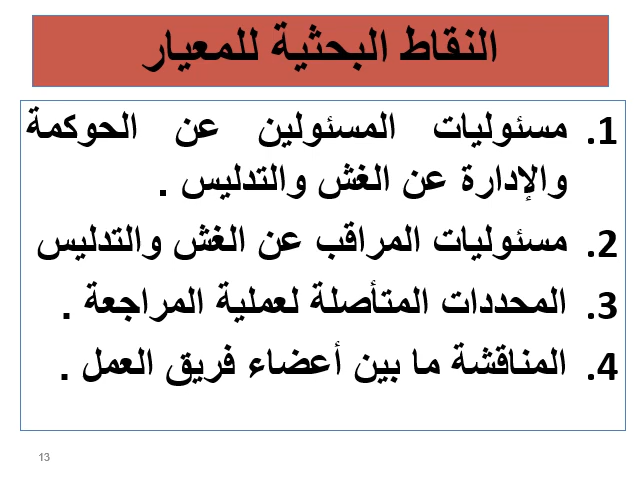 النقاط البحثية للمعيار
1. مسئوليات المسئولين عن الحوكمة
والإدارة عن الغش والتدليس .
2. مسئوليات المراقب عن الغش والتدليس
3. المحددات المتأصلة لعملية المراجعة .
4. المناقشة ما بين أعضاء فريق العمل .
13